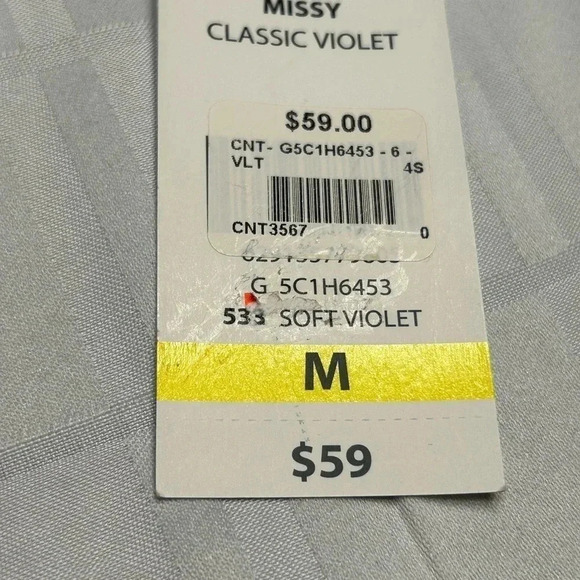 MISSY
CLASSIC VIOLET
$59.00
CNT- G5C1H6453 - 6 -
VLT 4S
CNT3567 0
G 5C1H6453
533 SOFT VIOLET
M
$59